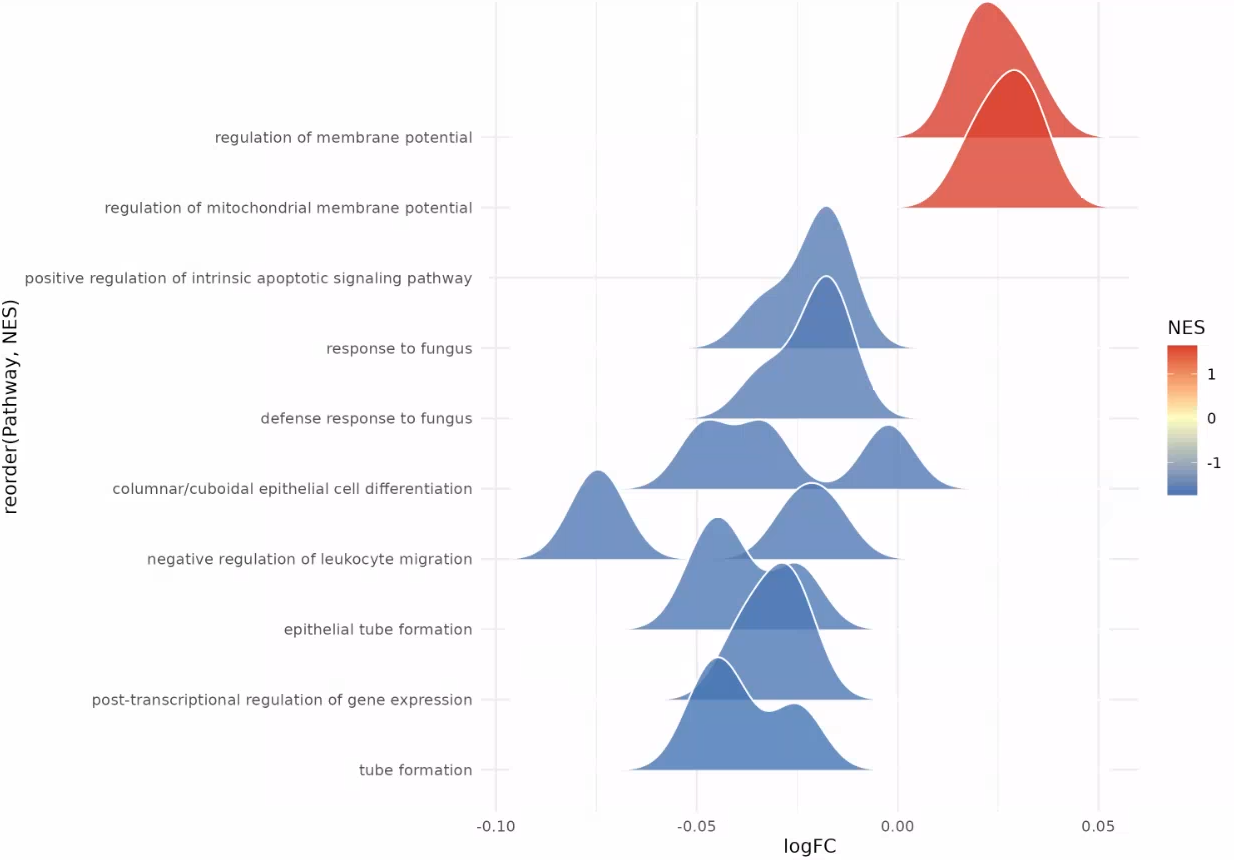 regulation of membrane potential
regulation of mitochondrial membrane potential
positive regulation of intrinsic apoptotic signaling pathway
response to fungus
defense response to fungus
columnar/cuboidal epithelial cell differentiation
negative regulation of leukocyte migration
epithelial tube formation
post-transcriptional regulation of gene expression
tube formation
reorder(Pathway, NES)
-0.10 -0.05 0.00 0.05
logFC
NES
1
0
-1